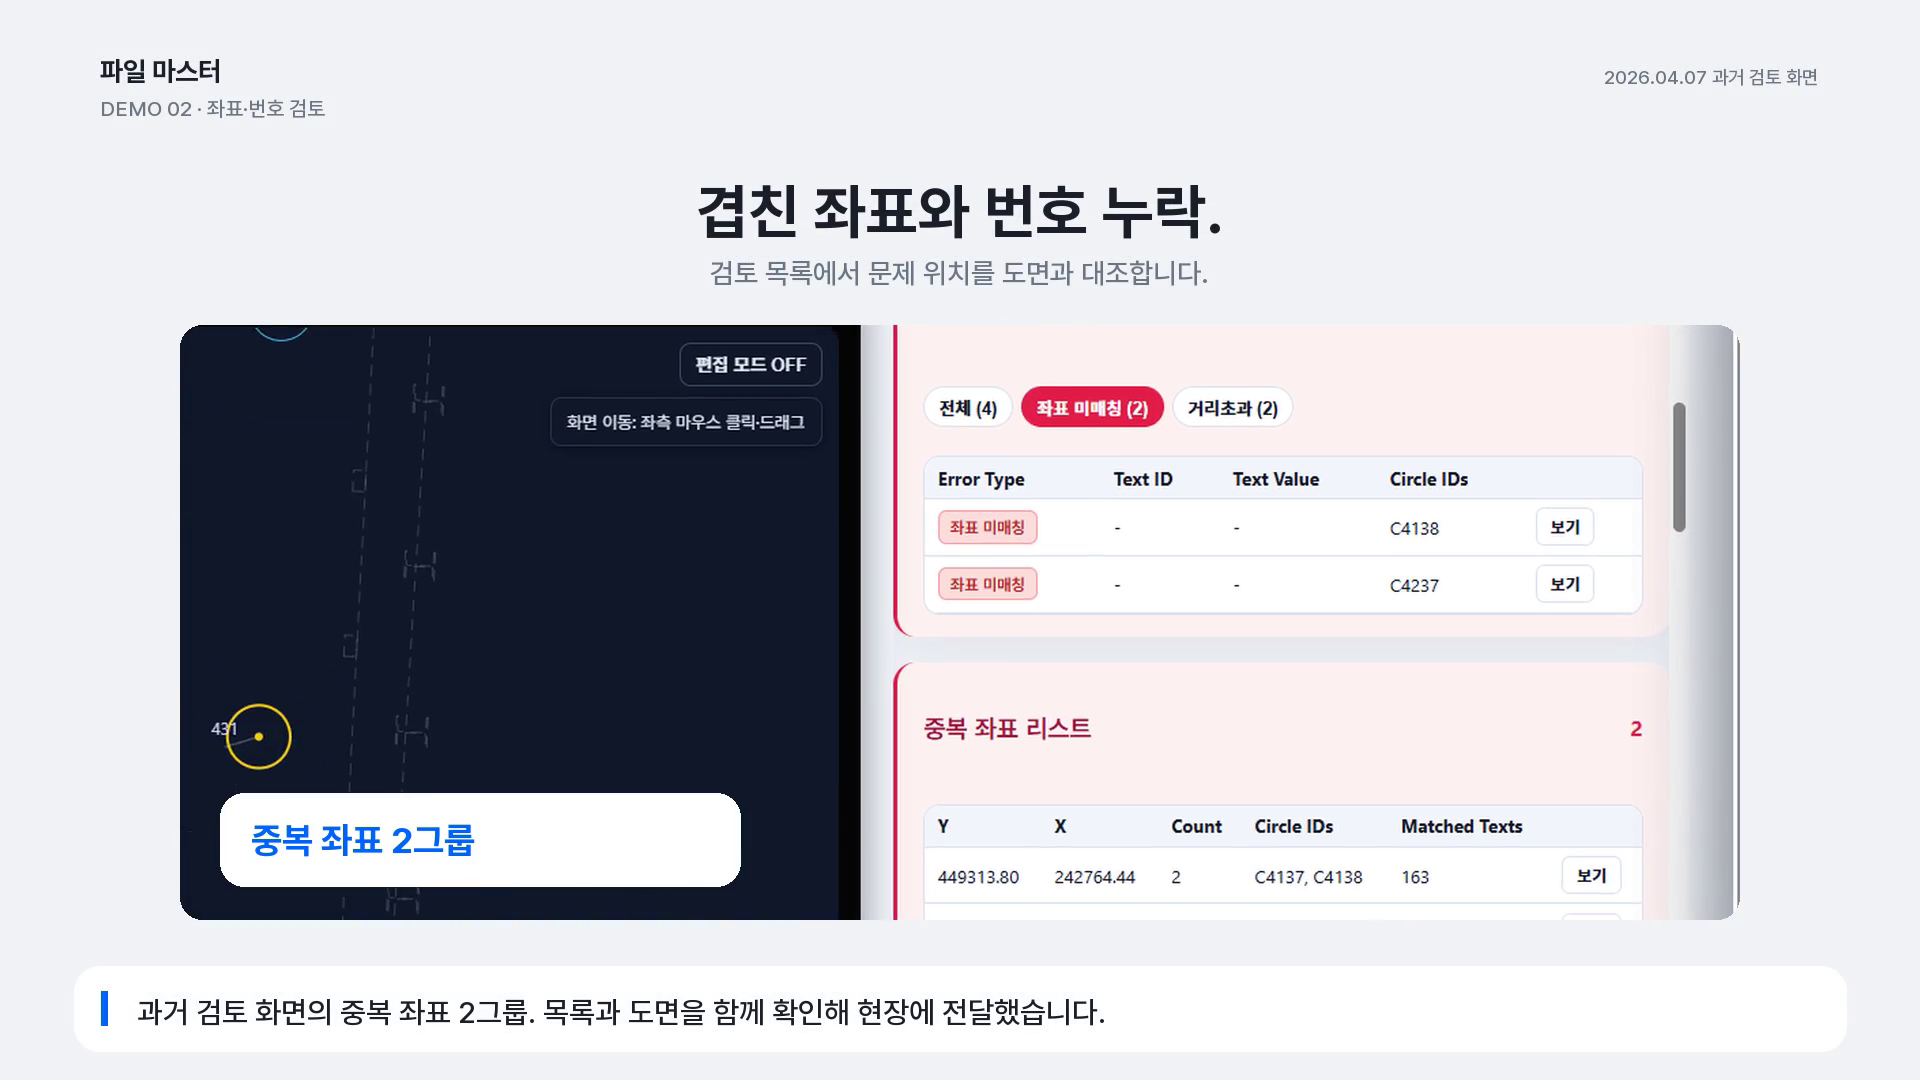 파일 마스터
DEMO 02 · 좌표·번호 검토
2026.04.07 과거 검토 화면
겹친 좌표와 번호 누락.
검토 목록에서 문제 위치를 도면과 대조합니다.
편집 모드 OFF
화면 이동: 좌측 마우스 클릭·드래그
431
중복 좌표 2그룹
전체 (4) 좌표 미매칭 (2) 거리초과 (2)
Error Type Text ID Text Value Circle IDs
좌표 미매칭 - - C4138 보기
좌표 미매칭 - - C4237 보기
중복 좌표 리스트 2
Y X Count Circle IDs Matched Texts
449313.80 242764.44 2 C4137, C4138 163 보기
과거 검토 화면의 중복 좌표 2그룹. 목록과 도면을 함께 확인해 현장에 전달했습니다.